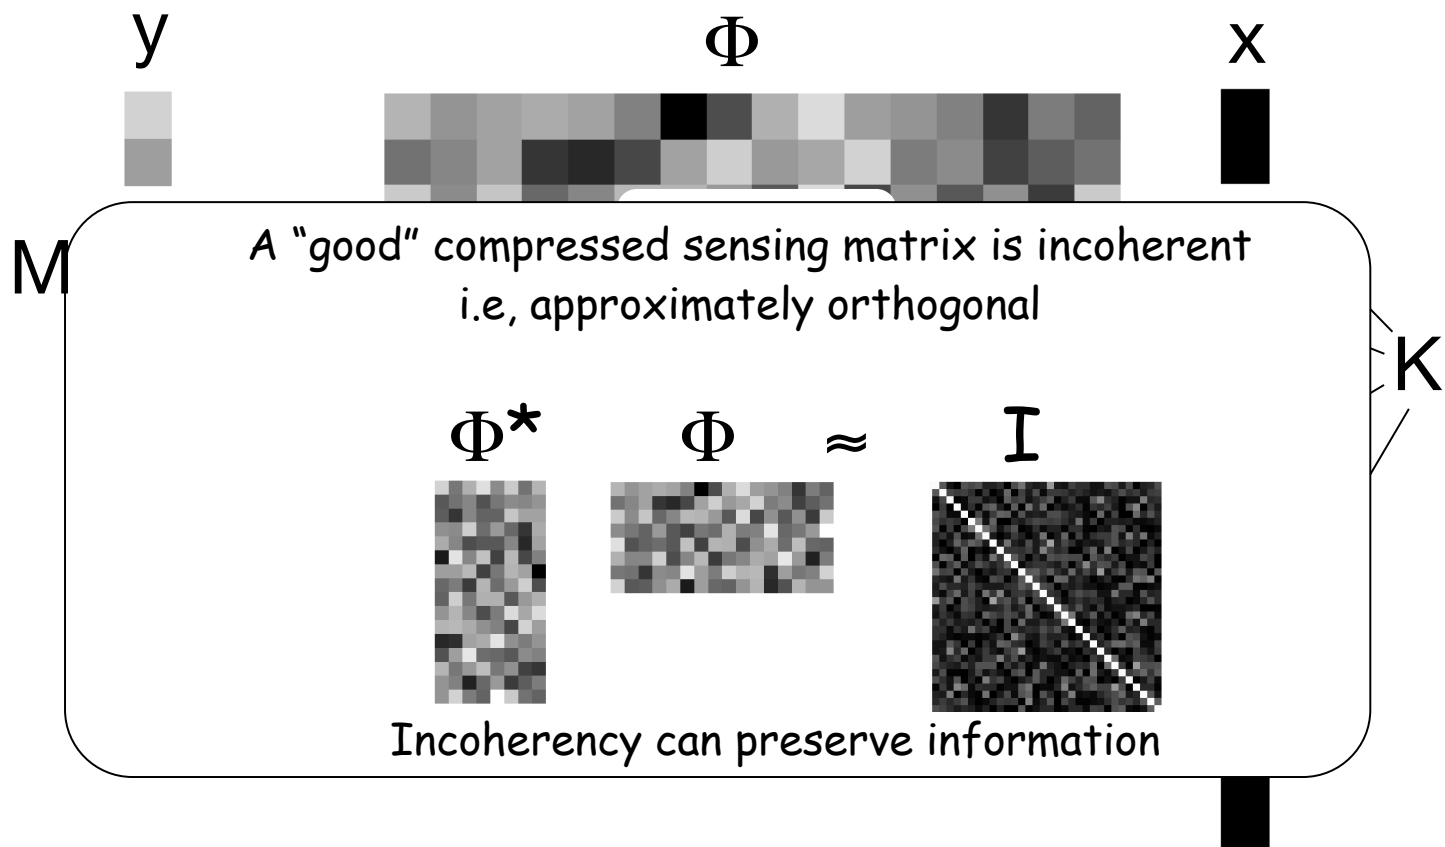 y Φ x
M
A “good” compressed sensing matrix is incoherent
i.e, approximately orthogonal
K
Φ* Φ ≈ I
Incoherency can preserve information